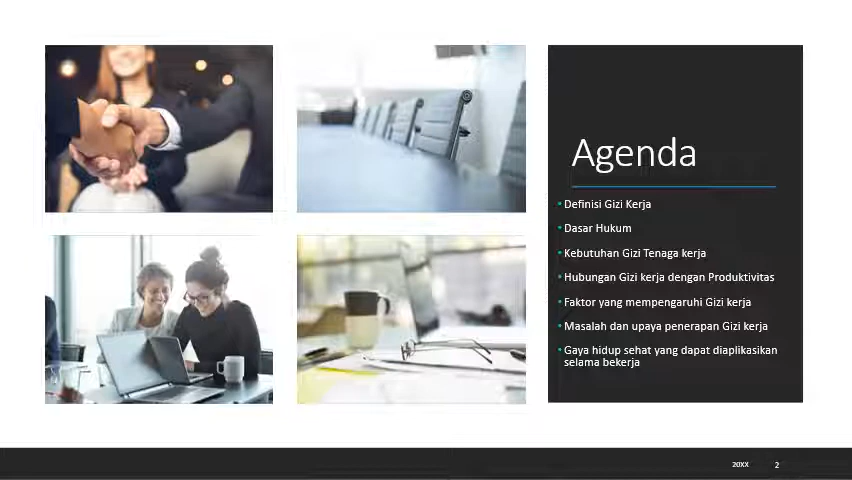 Agenda
• Definisi Gizi Kerja
• Dasar Hukum
• Kebutuhan Gizi Tenaga kerja
• Hubungan Gizi kerja dengan Produktivitas
• Faktor yang mempengaruhi Gizi kerja
• Masalah dan upaya penerapan Gizi kerja
• Gaya hidup sehat yang dapat diaplikasikan
selama bekerja
20XX
2